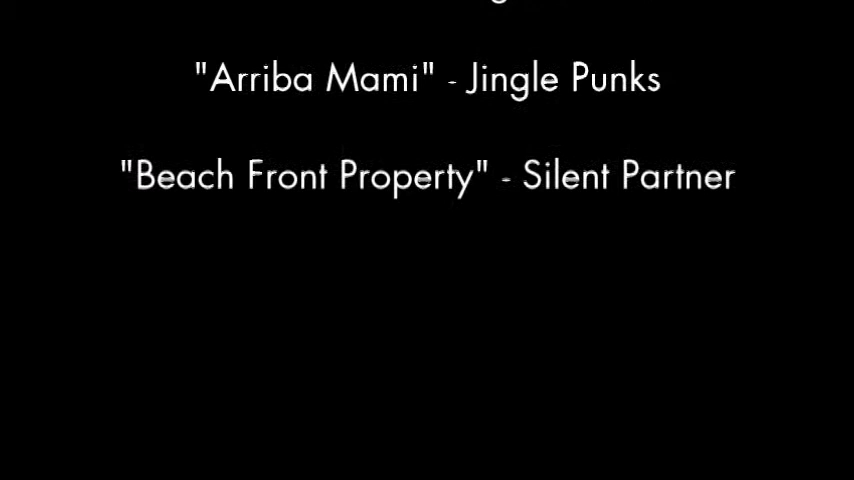 "Arriba Mami" - Jingle Punks
"Beach Front Property" - Silent Partner